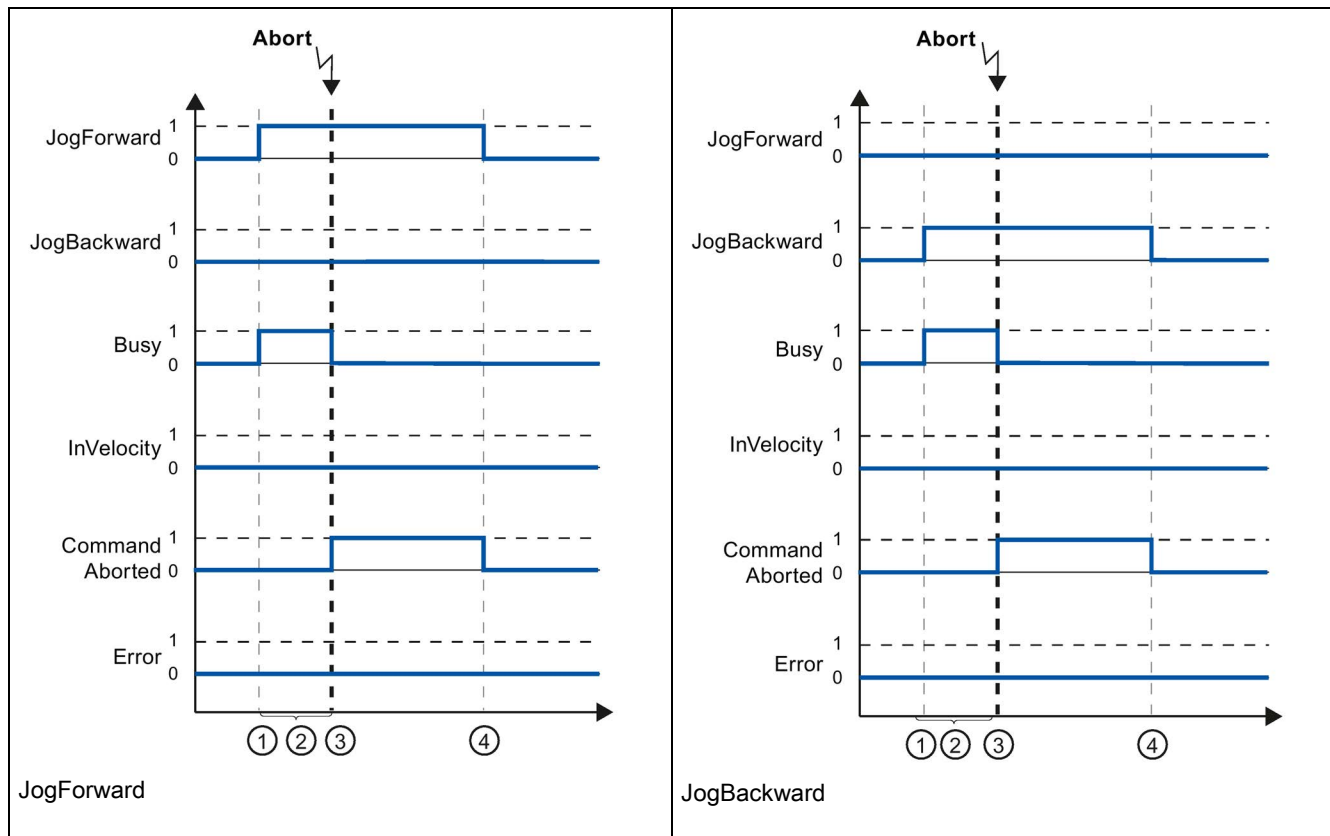 Abort
JogForward
1
0
JogBackward
1
0
Busy
1
0
InVelocity
1
0
Command
Aborted
1
0
Error
1
0
① ② ③ ④
JogForward
Abort
JogForward
1
0
JogBackward
1
0
Busy
1
0
InVelocity
1
0
Command
Aborted
1
0
Error
1
0
① ② ③ ④
JogBackward